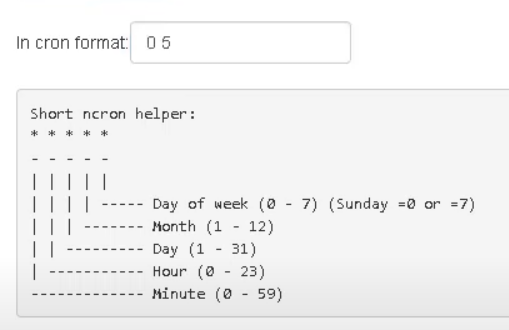 In cron format: 0 5
Short ncron helper:
* * * * *
- - - - -
| | | | |
| | | | ----- Day of week (0 - 7) (Sunday =0 or =7)
| | | ------- Month (1 - 12)
| | --------- Day (1 - 31)
| ----------- Hour (0 - 23)
------------- Minute (0 - 59)